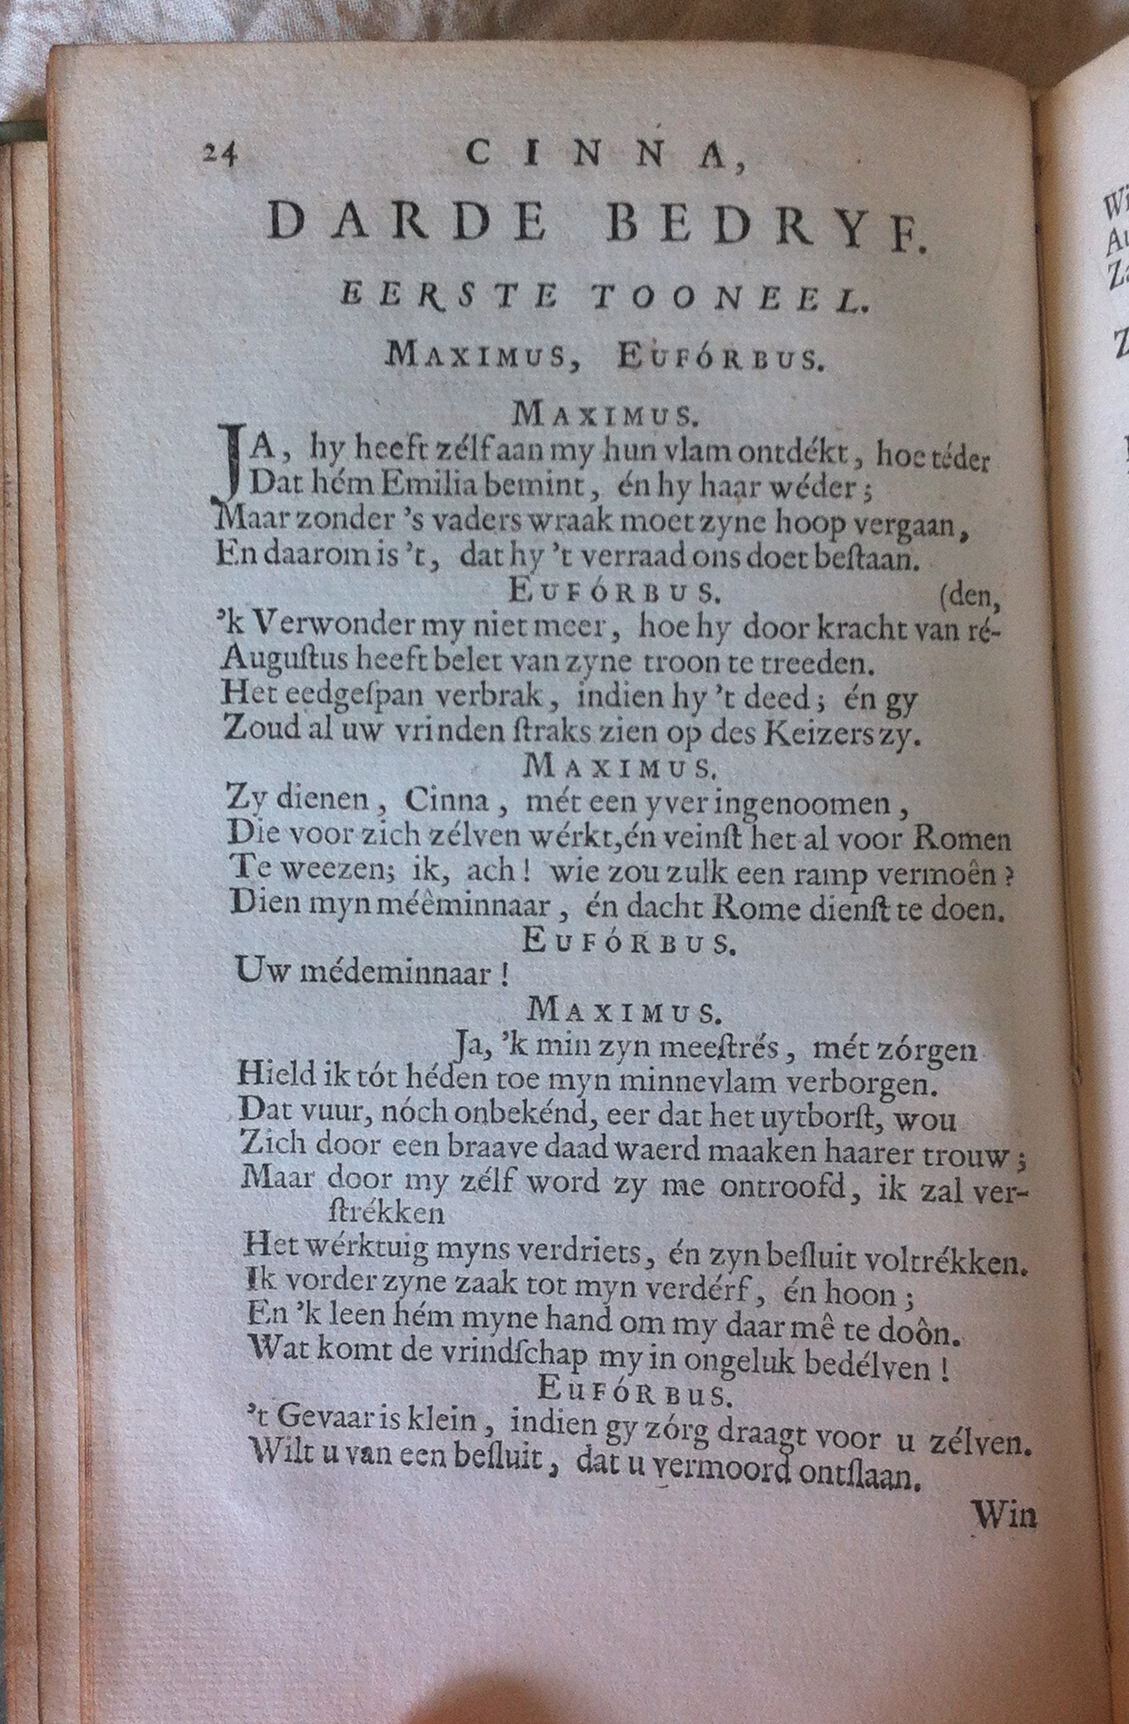 24 CINNA,
DARDE BEDRYF.
EERSTE TOONEEL.
MAXIMUS, EUFÓRBUS.
MAXIMUS.
JA, hy heeft zélf aan my hun vlam ontdékt, hoe téder
Dat hém Emilia bemint, én hy haar wéder;
Maar zonder 's vaders wraak moet zyne hoop vergaan,
En daarom is 't, dat hy 't verraad ons doet beſtaan.
EUFÓRBUS. (den,
'k Verwonder my niet meer, hoe hy door kracht van ré-
Auguſtus heeft belet van zyne troon te treeden.
Het eedgeſpan verbrak, indien hy 't deed; én gy
Zoud al uw vrinden ſtraks zien op des Keizers zy.
MAXIMUS.
Zy dienen, Cinna, mét een yver ingenoomen,
Die voor zich zélven wérkt, én veinſt het al voor Romen
Te weezen; ik, ach! wie zou zulk een ramp vermoên?
Dien myn méêminnaar, én dacht Rome dienſt te doen.
EUFÓRBUS.
Uw médeminnaar!
MAXIMUS.
Ja, 'k min zyn meeſtrés, mét zórgen
Hield ik tót héden toe myn minnevlam verborgen.
Dat vuur, nóch onbekénd, eer dat het uytborſt, wou
Zich door een braave daad waerd maaken haarer trouw;
Maar door my zélf word zy me ontroofd, ik zal ver-
ſtrékken
Het wérktuig myns verdriets, én zyn beſluit voltrékken.
Ik vorder zyne zaak tot myn verdérf, én hoon;
En 'k leen hém myne hand om my daar mê te doôn.
Wat komt de vrindſchap my in ongeluk bedélven!
EUFÓRBUS.
't Gevaar is klein, indien gy zórg draagt voor u zélven.
Wilt u van een beſluit, dat u vermoord ontſlaan.
Win